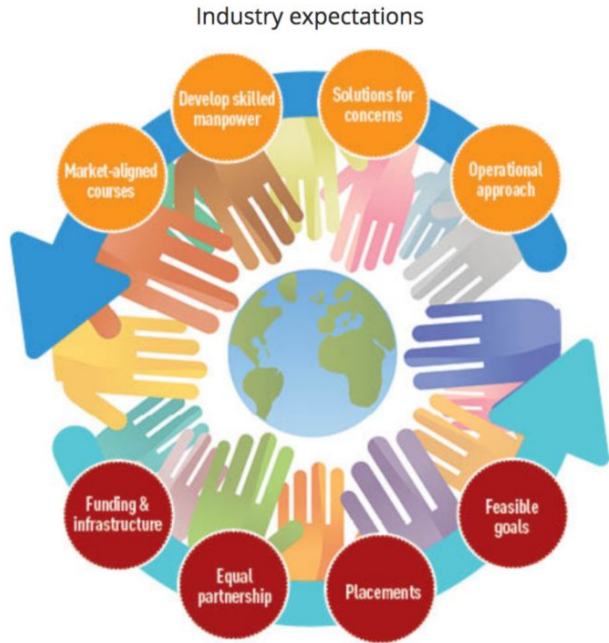 Industry expectations
Develop skilled
manpower
Solutions for
concerns
Market-aligned
courses
Operational
approach
Funding &
infrastructure
Feasible
goals
Equal
partnership
Placements